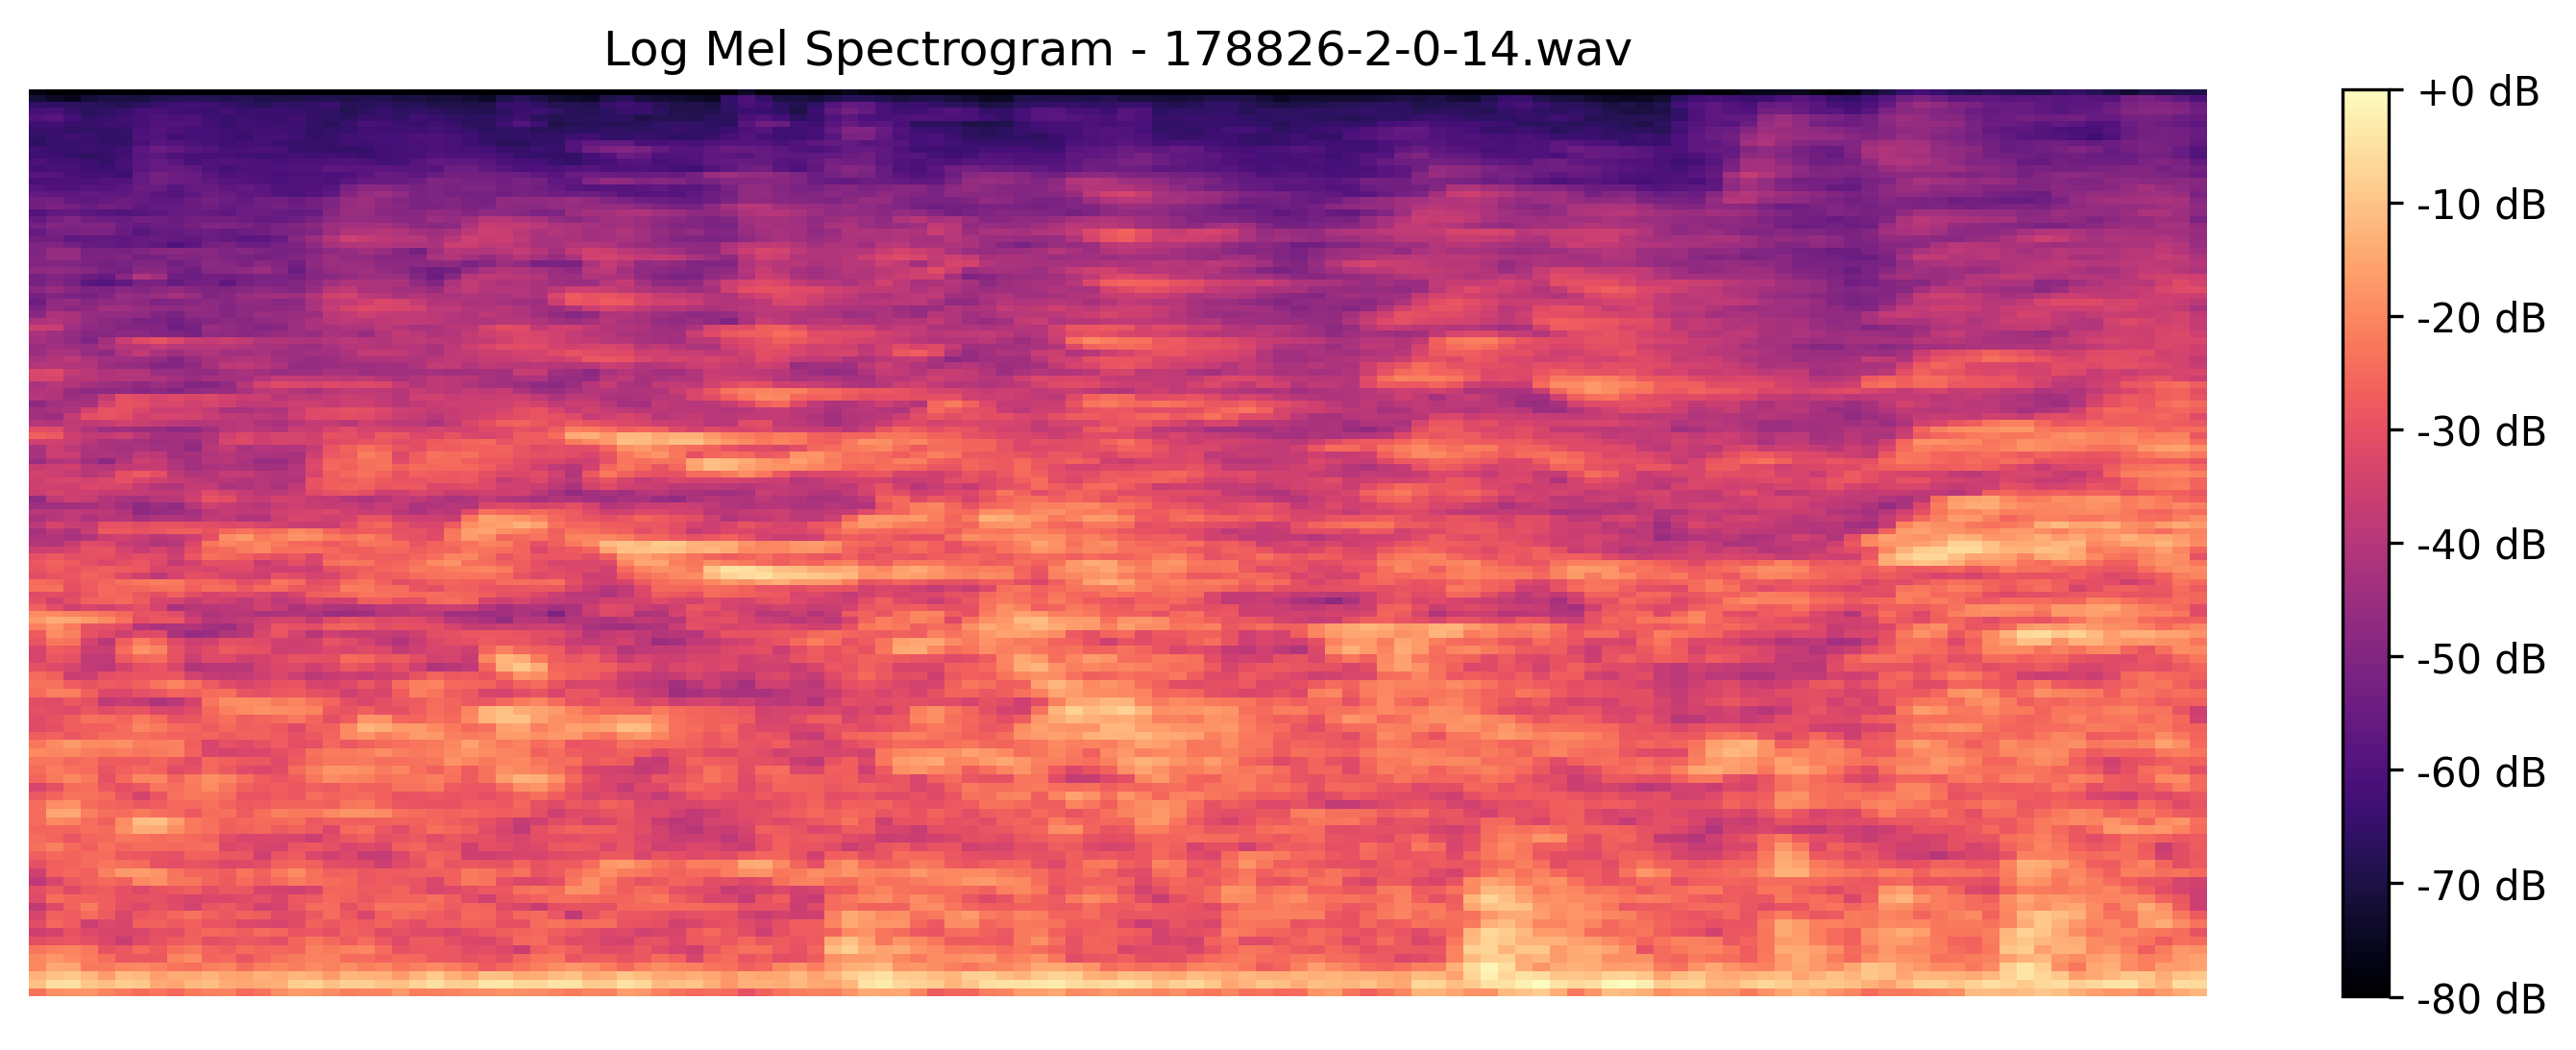 Log Mel Spectrogram - 178826-2-0-14.wav
+0 dB
-10 dB
-20 dB
-30 dB
-40 dB
-50 dB
-60 dB
-70 dB
-80 dB